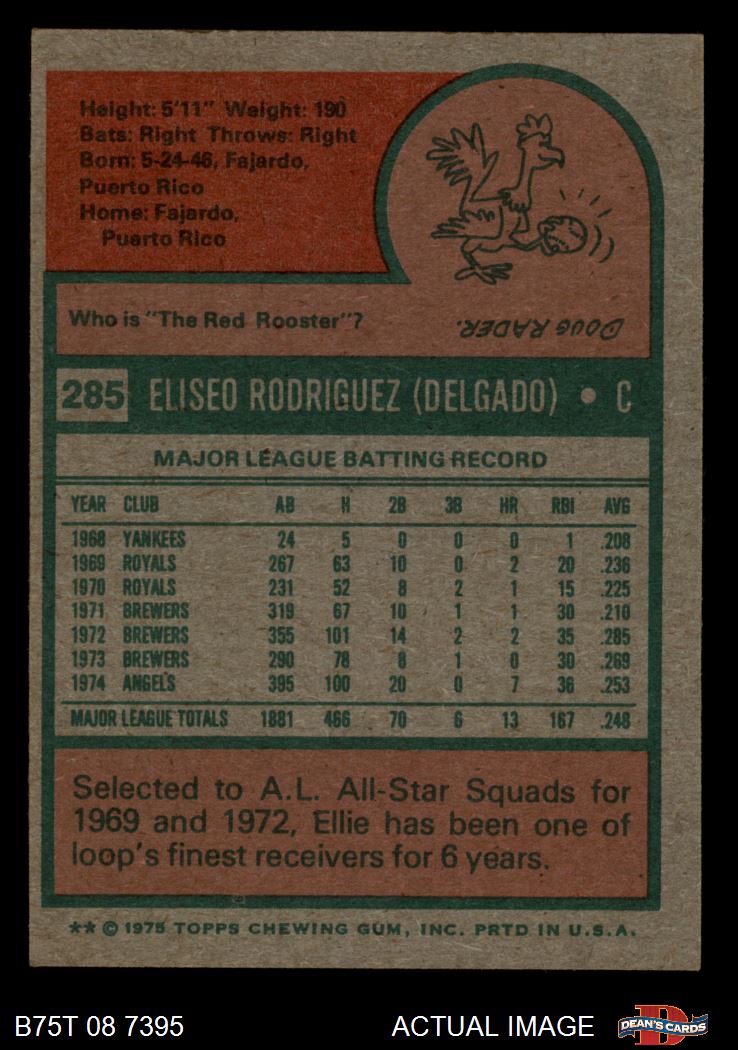 Height: 5'11" Weight: 190
Bats: Right Throws: Right
Born: 5-24-46, Fajardo,
Puerto Rico
Home: Fajardo,
Puerto Rico
Who is "The Red Rooster"?
DOUG RADER.
285 ELISEO RODRIGUEZ (DELGADO) • C
MAJOR LEAGUE BATTING RECORD
YEAR CLUB AB H 2B 3B HR RBI AVG
1968 YANKEES 24 5 0 0 0 1 .208
1969 ROYALS 267 63 10 0 2 20 .236
1970 ROYALS 231 52 8 2 1 15 .225
1971 BREWERS 319 67 10 1 1 30 .210
1972 BREWERS 355 101 14 2 2 35 .285
1973 BREWERS 290 78 8 1 0 30 .269
1974 ANGELS 395 100 20 0 7 36 .253
MAJOR LEAGUE TOTALS 1881 466 70 6 13 167 .248
Selected to A.L. All-Star Squads for
1969 and 1972, Ellie has been one of
loop's finest receivers for 6 years.
** © 1975 TOPPS CHEWING GUM, INC. PRTD IN U.S.A.
B75T 08 7395 ACTUAL IMAGE
D
DEAN'S CARDS